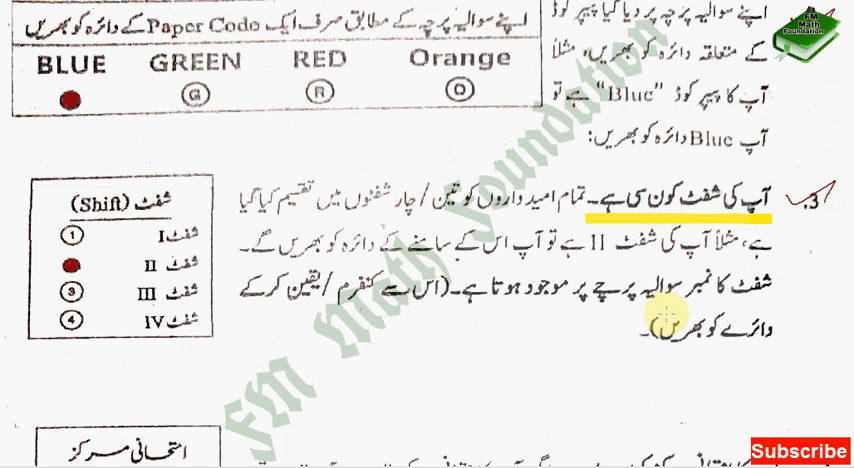 اپنے سوالیہ پرچہ پر دیا گیا پیپر کوڈ
کے متعلقہ دائرہ کو بھریں، مثلاً
آپ کا پیپر کوڈ "Blue" ہے تو
آپ Blue دائرہ کو بھریں:
اپنے سوالیہ پرچہ کے مطابق صرف ایک Paper Code کے دائرہ کو بھریں
BLUE GREEN RED Orange
G R O
3. آپ کی شفٹ کون سی ہے۔ تمام امیدواروں کو تین / چار شفٹوں میں تقسیم کیا گیا
ہے، مثلاً آپ کی شفٹ II ہے تو آپ اس کے سامنے کے دائرہ کو بھریں گے۔
شفٹ کا نمبر سوالیہ پرچے پر موجود ہوتا ہے۔ (اس سے کنفرم / یقین کر کے
دائرے کو بھریں)۔
شفٹ (Shift)
شفٹ I 1
شفٹ II
شفٹ III 3
شفٹ IV 4
امتحانی مرکز
FM Math Foundation
FM
Math
Foundation
Subscribe